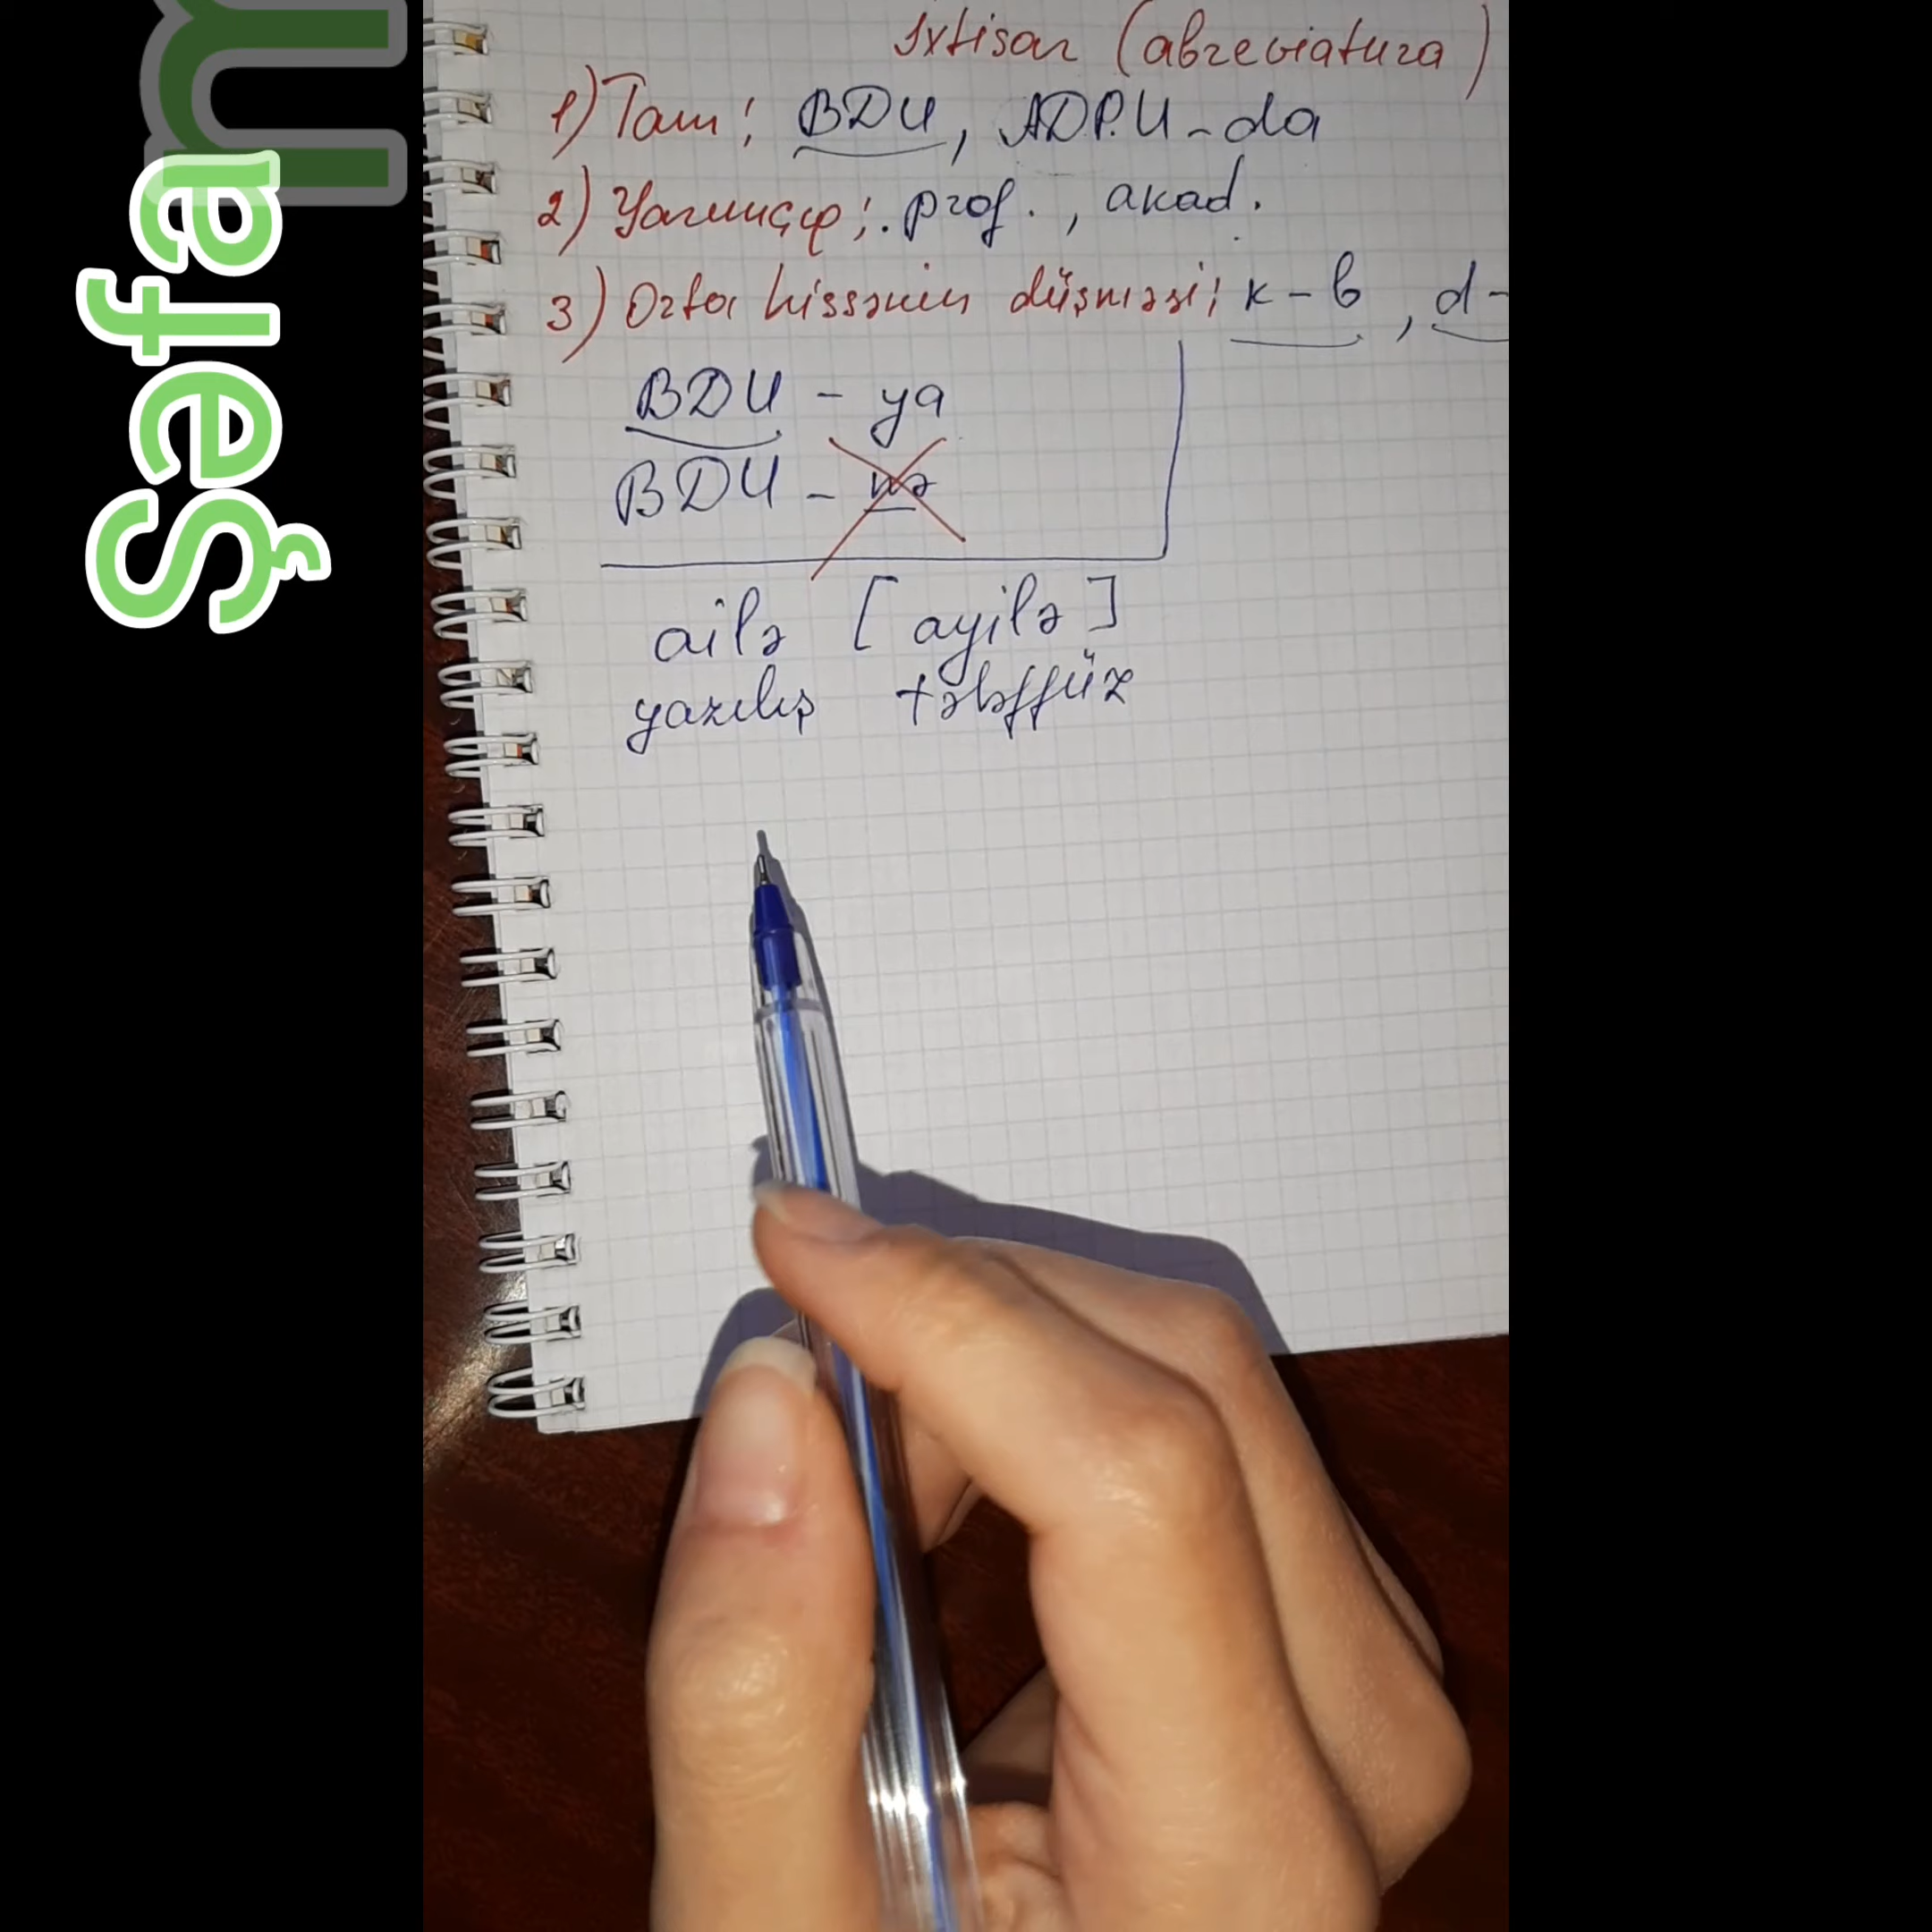 İxtisar (abreviatura)
1) Tam: BDU, ADPU-da
2) Yarımçıq: prof., akad.
3) Orta hissənin düşməsi: k-b, d-
BDU - ya
BDU - nə
ailə [ayilə]
yazılış tələffüz
Şəfa